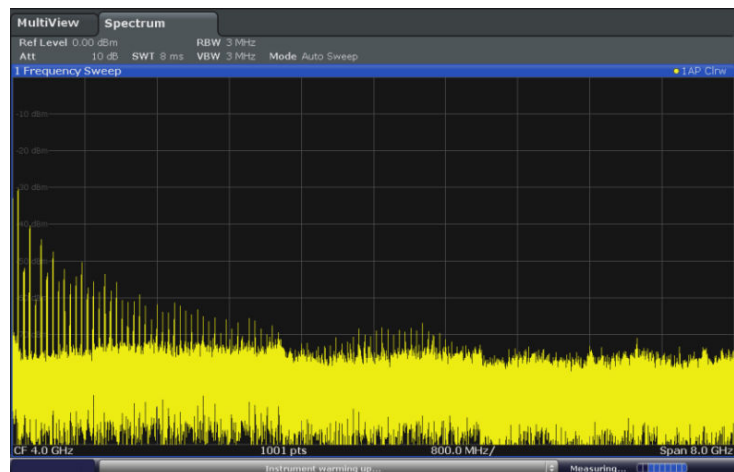 MultiView Spectrum
Ref Level 0.00 dBm RBW 3 MHz
Att 10 dB SWT 8 ms VBW 3 MHz Mode Auto Sweep
1 Frequency Sweep 1AP Clrw
-10 dBm
-20 dBm
-30 dBm
-40 dBm
CF 4.0 GHz 1001 pts 800.0 MHz/ Span 8.0 GHz
Instrument warming up... Measuring...